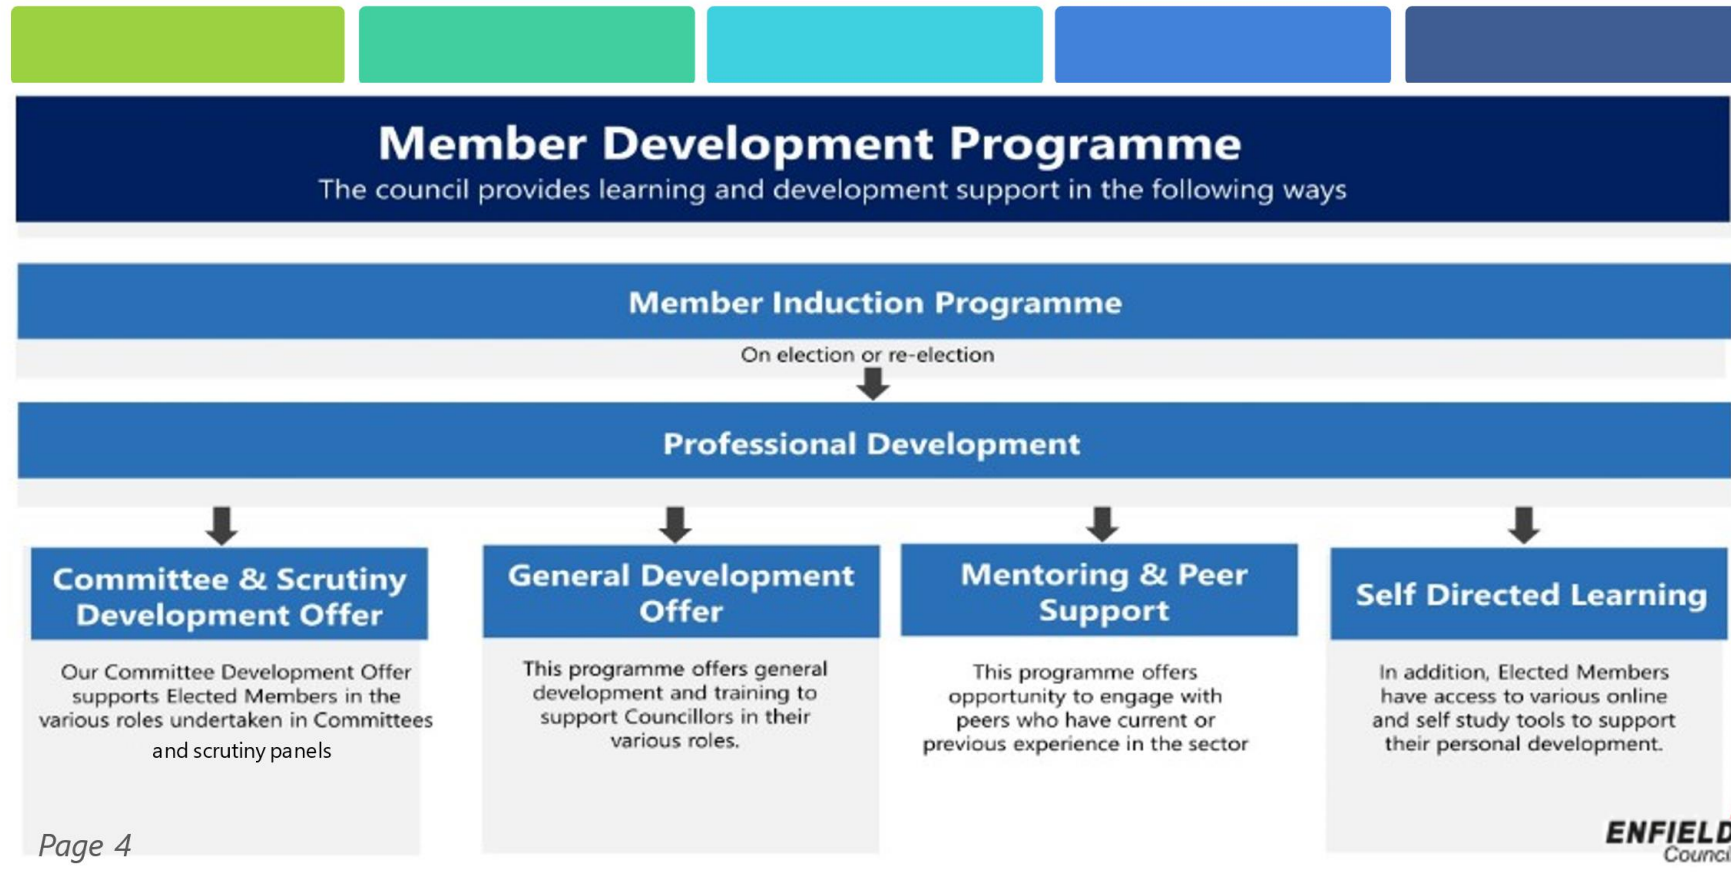 Member Development Programme
The council provides learning and development support in the following ways
Member Induction Programme
On election or re-election
Professional Development
Committee & Scrutiny
Development Offer
Our Committee Development Offer
supports Elected Members in the
various roles undertaken in Committees
and scrutiny panels
General Development
Offer
This programme offers general
development and training to
support Councillors in their
various roles.
Mentoring & Peer
Support
This programme offers
opportunity to engage with
peers who have current or
previous experience in the sector
Self Directed Learning
In addition, Elected Members
have access to various online
and self study tools to support
their personal development.
Page 4
ENFIELD
Council